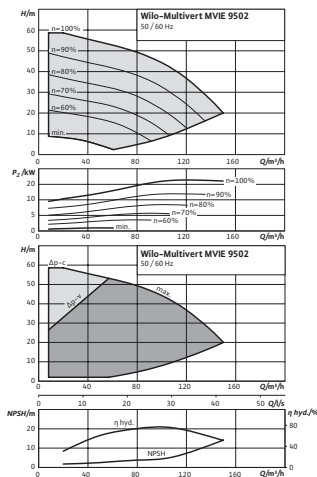 H/m
Wilo-Multivert MVIE 9502
50 / 60 Hz
n=100%
60
n=90%
50
n=80%
40
n=70%
30
n=60%
20
min.
10
0
0 40 80 120 160 Q/m³/h
P₂ /kW
20
n=100%
15
n=90%
10
n=80%
5
n=70%
n=60%
0
min.
0 40 80 120 160 Q/m³/h
H/m
Wilo-Multivert MVIE 9502
50 / 60 Hz
Δp-c
60
50
Δp-v
max.
40
30
20
10
0
0 40 80 120 160 Q/m³/h
0 10 20 30 40 50 Q/l/s
NPSH/m
η hyd./%
η hyd.
20
80
10
NPSH
40
0
0
0 40 80 120 160 Q/m³/h